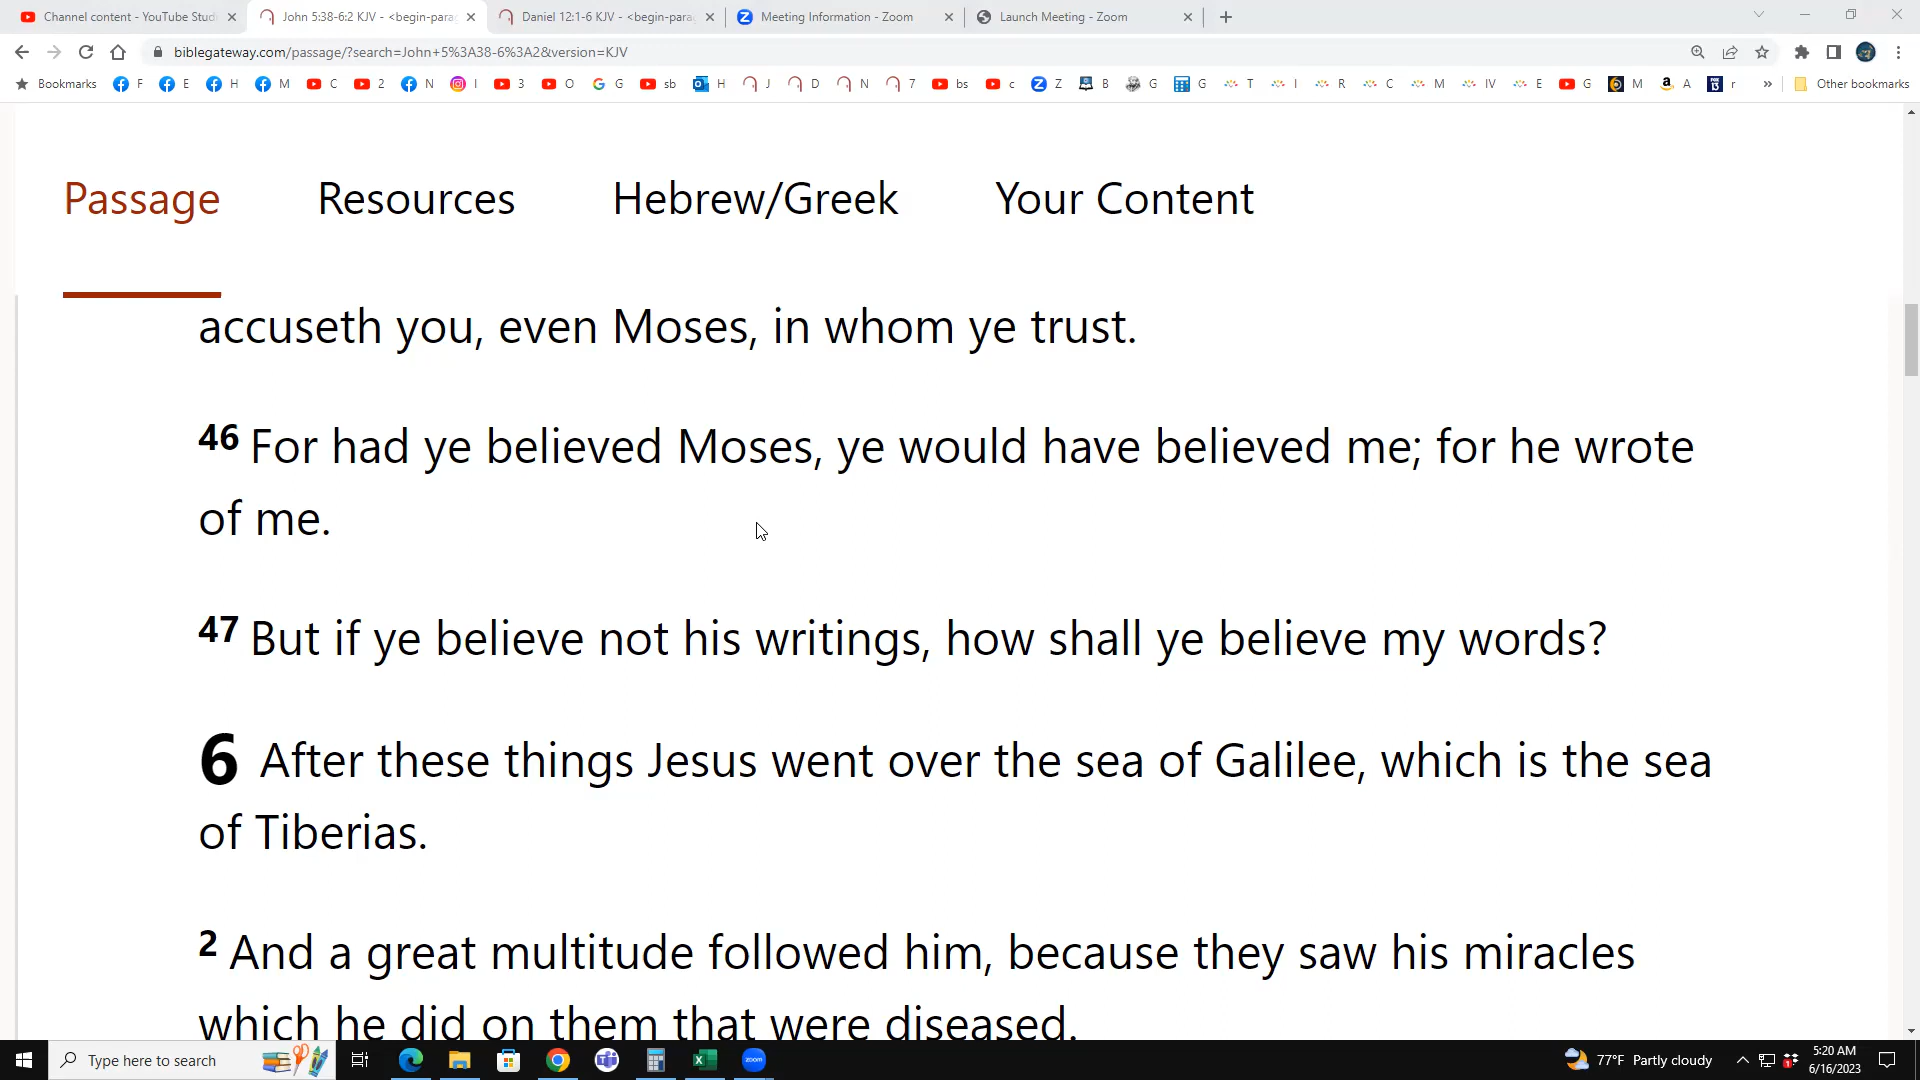 Channel content - YouTube Stud
John 5:38-6:2 KJV - <begin-para
Daniel 12:1-6 KJV - <begin-para
Meeting Information - Zoom
Launch Meeting - Zoom
biblegateway.com/passage/?search=John+5%3A38-6%3A2&version=KJV
Bookmarks F E H M C 2 N I 3 O G sb H J D N 7 bs c Z B G G T I R C M IV E G M A r » Other bookmarks
Passage Resources Hebrew/Greek Your Content
accuseth you, even Moses, in whom ye trust.
46 For had ye believed Moses, ye would have believed me; for he wrote
of me.
47 But if ye believe not his writings, how shall ye believe my words?
6 After these things Jesus went over the sea of Galilee, which is the sea
of Tiberias.
2 And a great multitude followed him, because they saw his miracles
which he did on them that were diseased.
Type here to search
77°F Partly cloudy
5:20 AM
6/16/2023